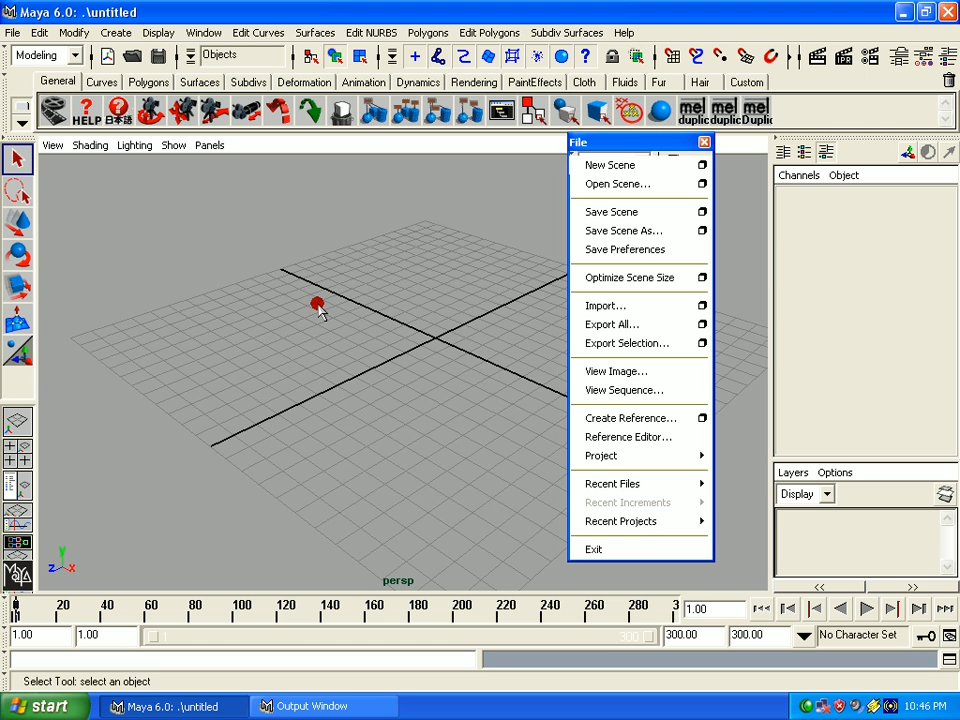 Maya 6.0: .\untitled
File Edit Modify Create Display Window Edit Curves Surfaces Edit NURBS Polygons Edit Polygons Subdiv Surfaces Help
Modeling Objects
General Curves Polygons Surfaces Subdivs Deformation Animation Dynamics Rendering PaintEffects Cloth Fluids Fur Hair Custom
HELP 日本語 mel mel mel
duplic duplic Duplic
View Shading Lighting Show Panels
File
New Scene
Open Scene...
Save Scene
Save Scene As...
Save Preferences
Optimize Scene Size
Import...
Export All...
Export Selection...
View Image...
View Sequence...
Create Reference...
Reference Editor...
Project
Recent Files
Recent Increments
Recent Projects
Exit
Channels Object
Layers Options
Display
y
z x
persp
MAYA
20 40 60 80 100 120 140 160 180 200 220 240 260 280 3 1.00
1.00 1.00 1 300 300.00 300.00 No Character Set
Select Tool: select an object
start Maya 6.0: .\untitled Output Window 10:46 PM